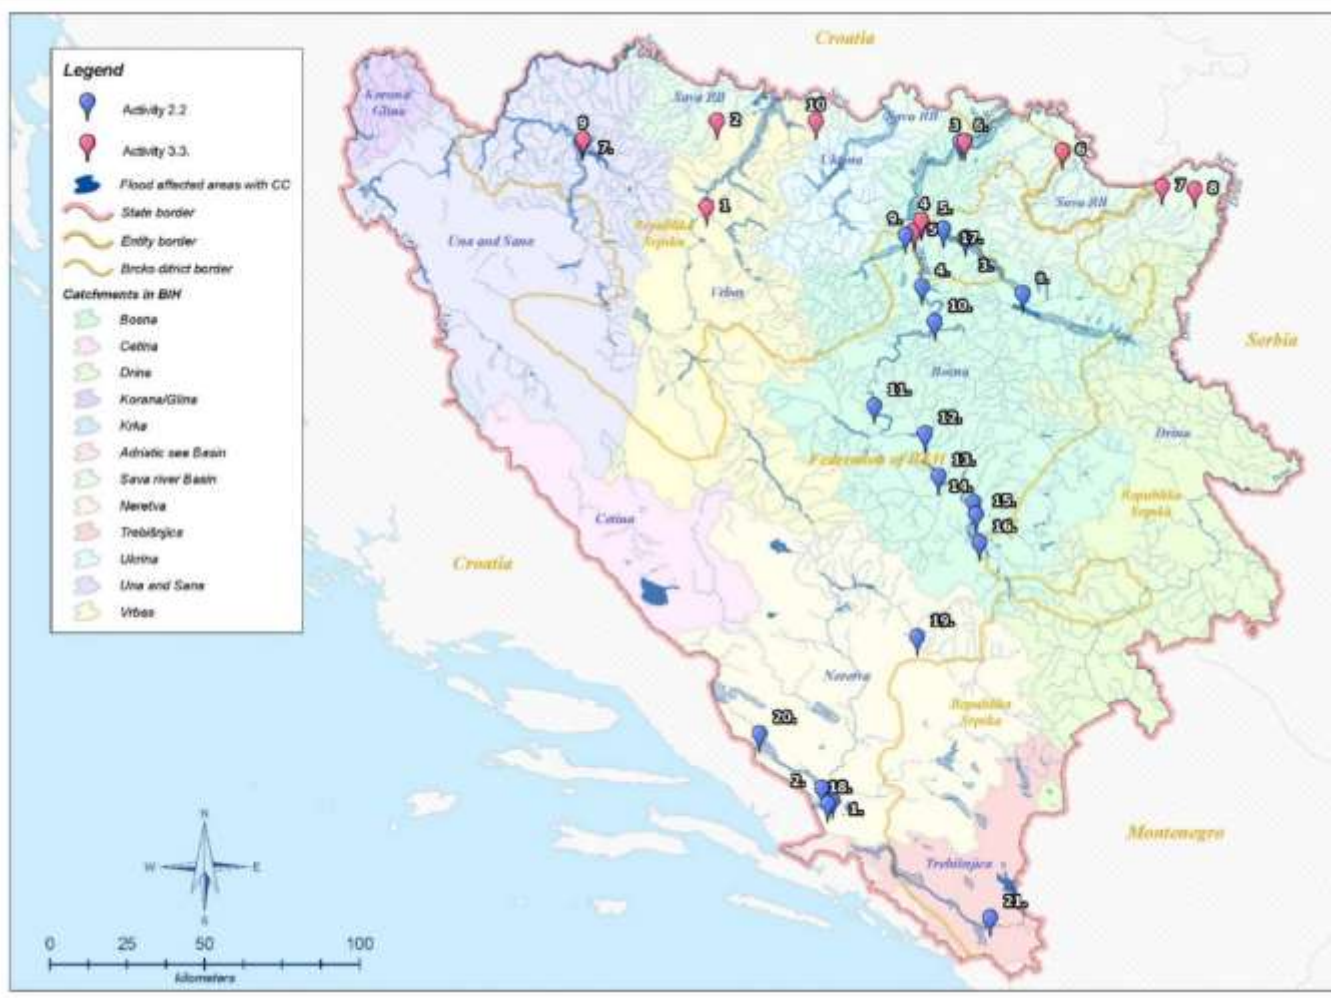 Legend
Activity 2.2
Activity 3.3.
Flood affected areas with CC
State border
Entity border
Brcko ditrict border
Catchments in BIH
Bosna
Cetina
Drina
Korana/Glina
Krka
Adriatic sea Basin
Sava river Basin
Neretva
Trebišnjica
Ukrina
Una and Sana
Vrbas
Croatia
Korana
Glina
Sava RB
2
10
Sava RB
3 6.
9
7.
Ukrina
6
7 8
Sava RB
1
Republika
Srpska
Una and Sana
4 5.
9. 9
17.
3.
4.
8.
Vrbas
10.
Serbia
Bosna
11.
12.
Drina
Federation of BIH
13.
14.
15.
16.
Republika
Srpska
Cetina
Croatia
19.
Neretva
Republika
Srpska
20.
2. 18.
1.
Montenegro
Trebišnjica
21.
N
W E
S
0 25 50 100
kilometers